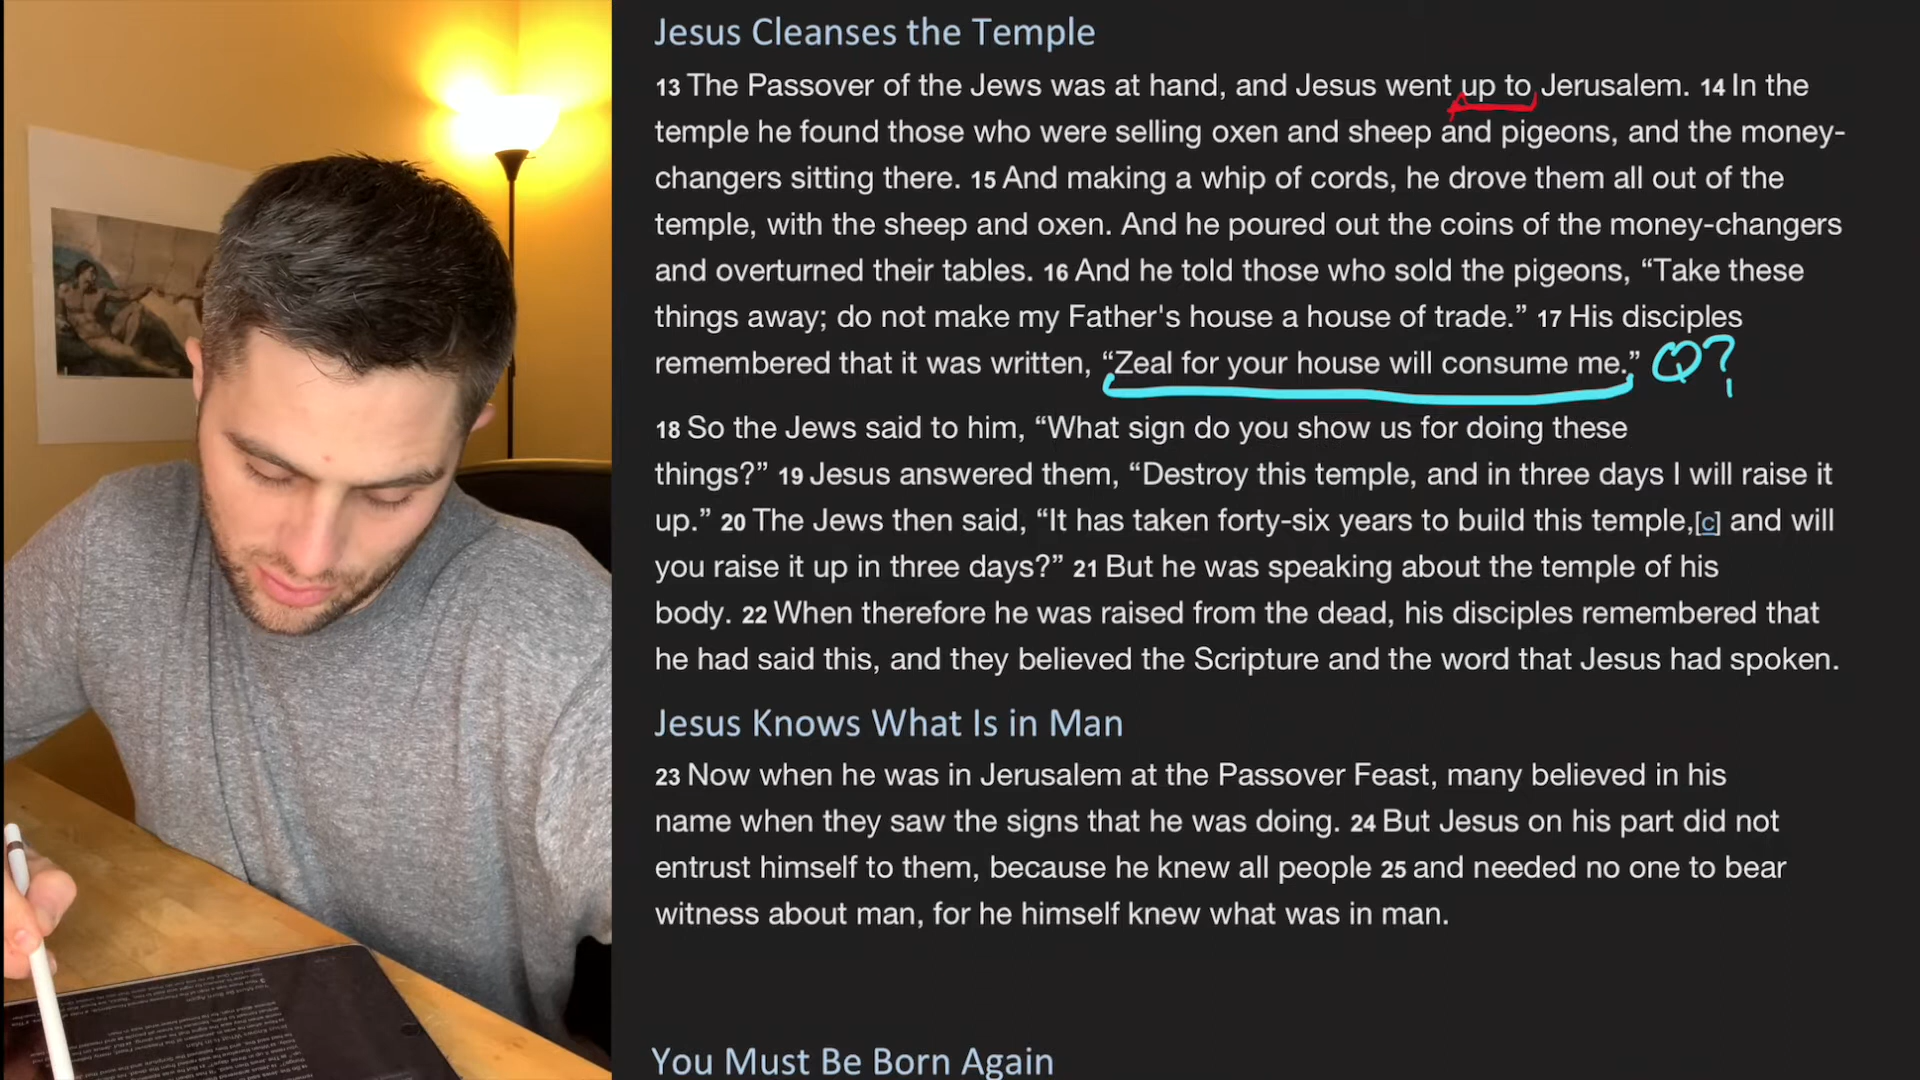 Jesus Cleanses the Temple
13 The Passover of the Jews was at hand, and Jesus went up to Jerusalem. 14 In the
temple he found those who were selling oxen and sheep and pigeons, and the money-
changers sitting there. 15 And making a whip of cords, he drove them all out of the
temple, with the sheep and oxen. And he poured out the coins of the money-changers
and overturned their tables. 16 And he told those who sold the pigeons, “Take these
things away; do not make my Father's house a house of trade.” 17 His disciples
remembered that it was written, “Zeal for your house will consume me.” Q?
18 So the Jews said to him, “What sign do you show us for doing these
things?” 19 Jesus answered them, “Destroy this temple, and in three days I will raise it
up.” 20 The Jews then said, “It has taken forty-six years to build this temple,[c] and will
you raise it up in three days?” 21 But he was speaking about the temple of his
body. 22 When therefore he was raised from the dead, his disciples remembered that
he had said this, and they believed the Scripture and the word that Jesus had spoken.
Jesus Knows What Is in Man
23 Now when he was in Jerusalem at the Passover Feast, many believed in his
name when they saw the signs that he was doing. 24 But Jesus on his part did not
entrust himself to them, because he knew all people 25 and needed no one to bear
witness about man, for he himself knew what was in man.
You Must Be Born Again